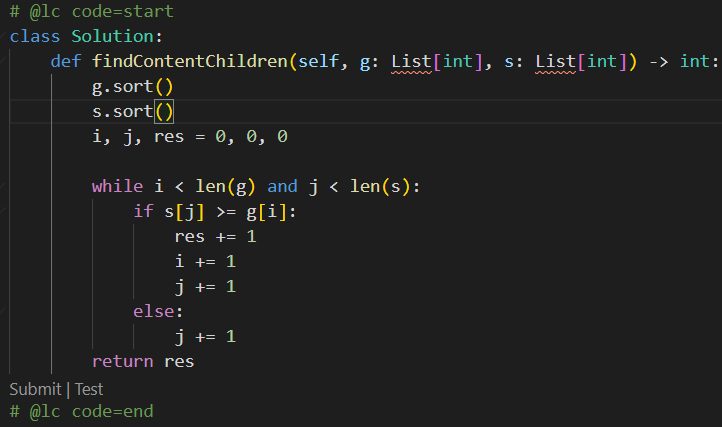 # @lc code=start
class Solution:
    def findContentChildren(self, g: List[int], s: List[int]) -> int:
        g.sort()
        s.sort()
        i, j, res = 0, 0, 0

        while i < len(g) and j < len(s):
            if s[j] >= g[i]:
                res += 1
                i += 1
                j += 1
            else:
                j += 1
        return res
Submit | Test
# @lc code=end